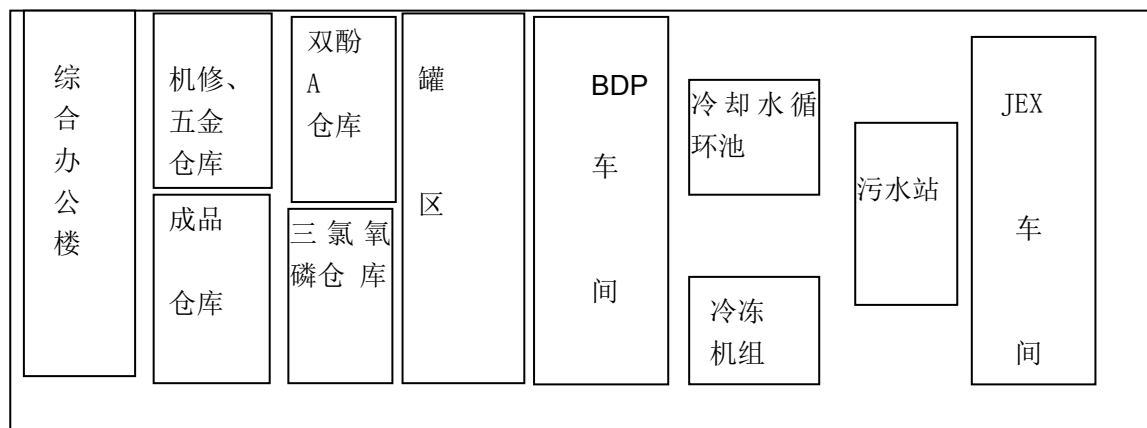 综合办公楼
机修、
五金
仓库
成品
仓库
双酚
A
仓库
三氯氧
磷仓库
罐区
BDP
车间
冷却水循
环池
冷冻
机组
污水站
JEX
车间